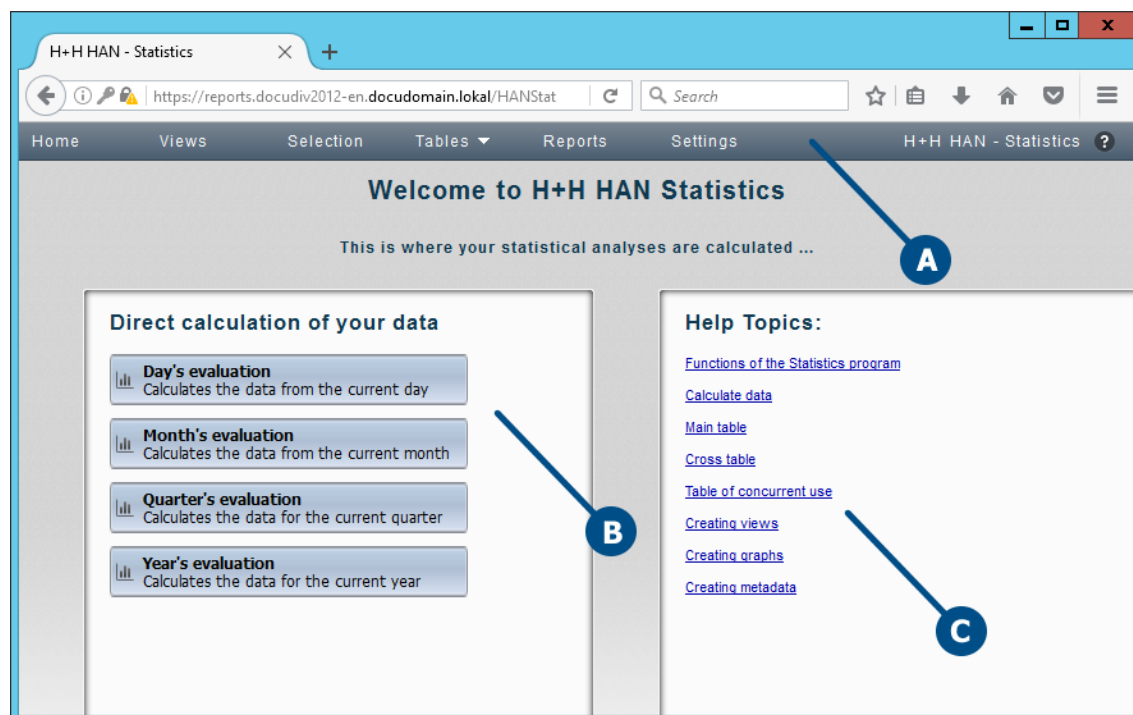 H+H HAN - Statistics
https://reports.docudiv2012-en.docudomain.lokal/HANStat
Search
Home Views Selection Tables Reports Settings H+H HAN - Statistics ?
Welcome to H+H HAN Statistics
This is where your statistical analyses are calculated ...
A
Direct calculation of your data
Day's evaluation
Calculates the data from the current day
Month's evaluation
Calculates the data from the current month
Quarter's evaluation
Calculates the data for the current quarter
Year's evaluation
Calculates the data for the current year
B
Help Topics:
Functions of the Statistics program
Calculate data
Main table
Cross table
Table of concurrent use
Creating views
Creating graphs
Creating metadata
C